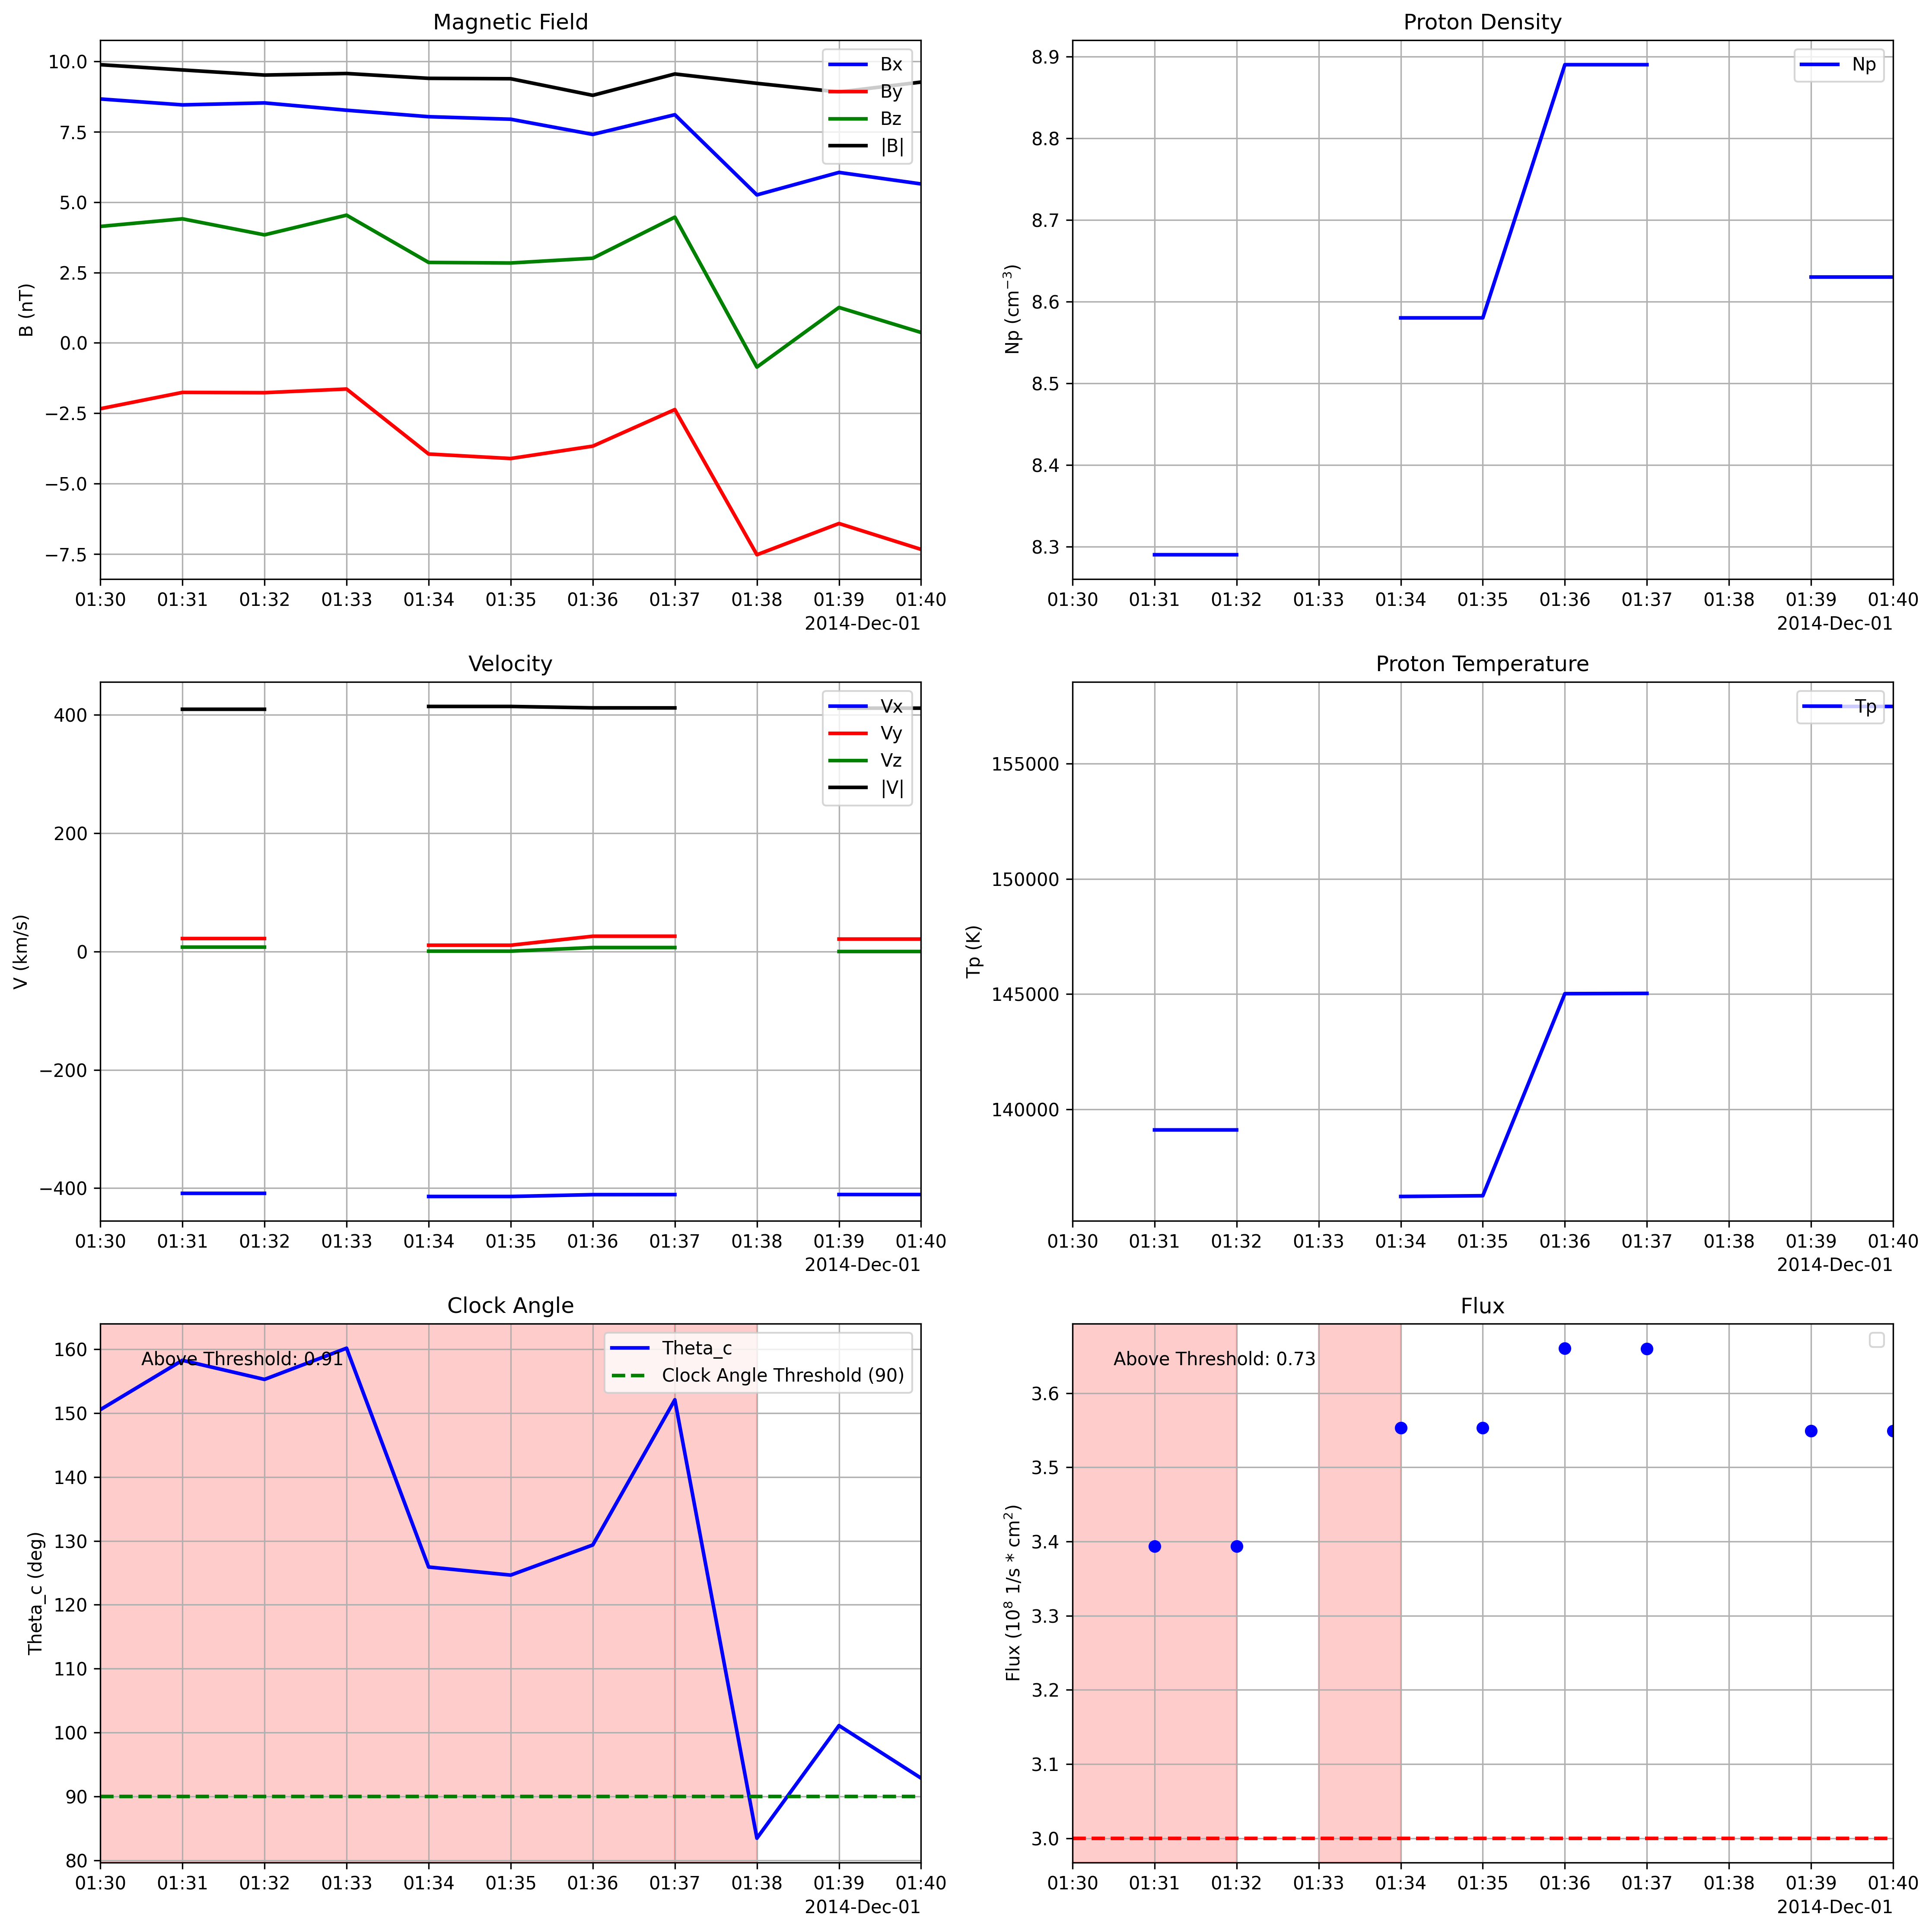 Magnetic Field
10.0
7.5
5.0
2.5
0.0
−2.5
−5.0
−7.5
B (nT)
Bx
By
Bz
|B|
01:30 01:31 01:32 01:33 01:34 01:35 01:36 01:37 01:38 01:39 01:40
2014-Dec-01
Proton Density
8.9
8.8
8.7
8.6
8.5
8.4
8.3
Np (cm⁻³)
Np
01:30 01:31 01:32 01:33 01:34 01:35 01:36 01:37 01:38 01:39 01:40
2014-Dec-01
Velocity
400
200
0
−200
−400
V (km/s)
Vx
Vy
Vz
|V|
01:30 01:31 01:32 01:33 01:34 01:35 01:36 01:37 01:38 01:39 01:40
2014-Dec-01
Proton Temperature
155000
150000
145000
140000
Tp (K)
Tp
01:30 01:31 01:32 01:33 01:34 01:35 01:36 01:37 01:38 01:39 01:40
2014-Dec-01
Clock Angle
160
150
140
130
120
110
100
90
80
Theta_c (deg)
Above Threshold: 0.91
Theta_c
Clock Angle Threshold (90)
01:30 01:31 01:32 01:33 01:34 01:35 01:36 01:37 01:38 01:39 01:40
2014-Dec-01
Flux
3.6
3.5
3.4
3.3
3.2
3.1
3.0
Flux (10⁸ 1/s * cm²)
Above Threshold: 0.73
01:30 01:31 01:32 01:33 01:34 01:35 01:36 01:37 01:38 01:39 01:40
2014-Dec-01